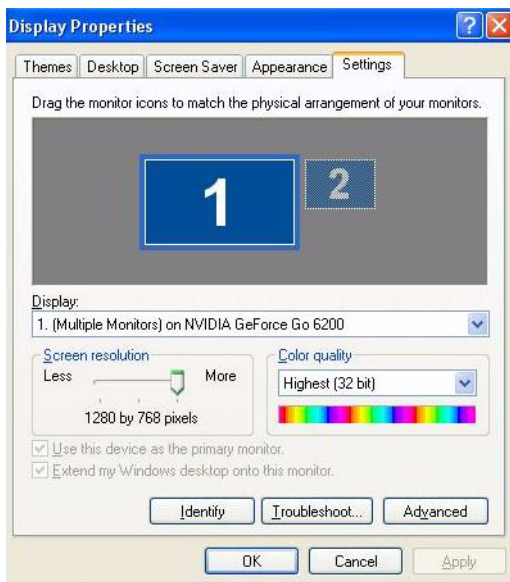 Display Properties
Themes Desktop Screen Saver Appearance Settings
Drag the monitor icons to match the physical arrangement of your monitors.
1 2
Display:
1. (Multiple Monitors) on NVIDIA GeForce Go 6200
Screen resolution Color quality
Less More Highest (32 bit)
1280 by 768 pixels
Use this device as the primary monitor.
Extend my Windows desktop onto this monitor.
Identify Troubleshoot... Advanced
OK Cancel Apply